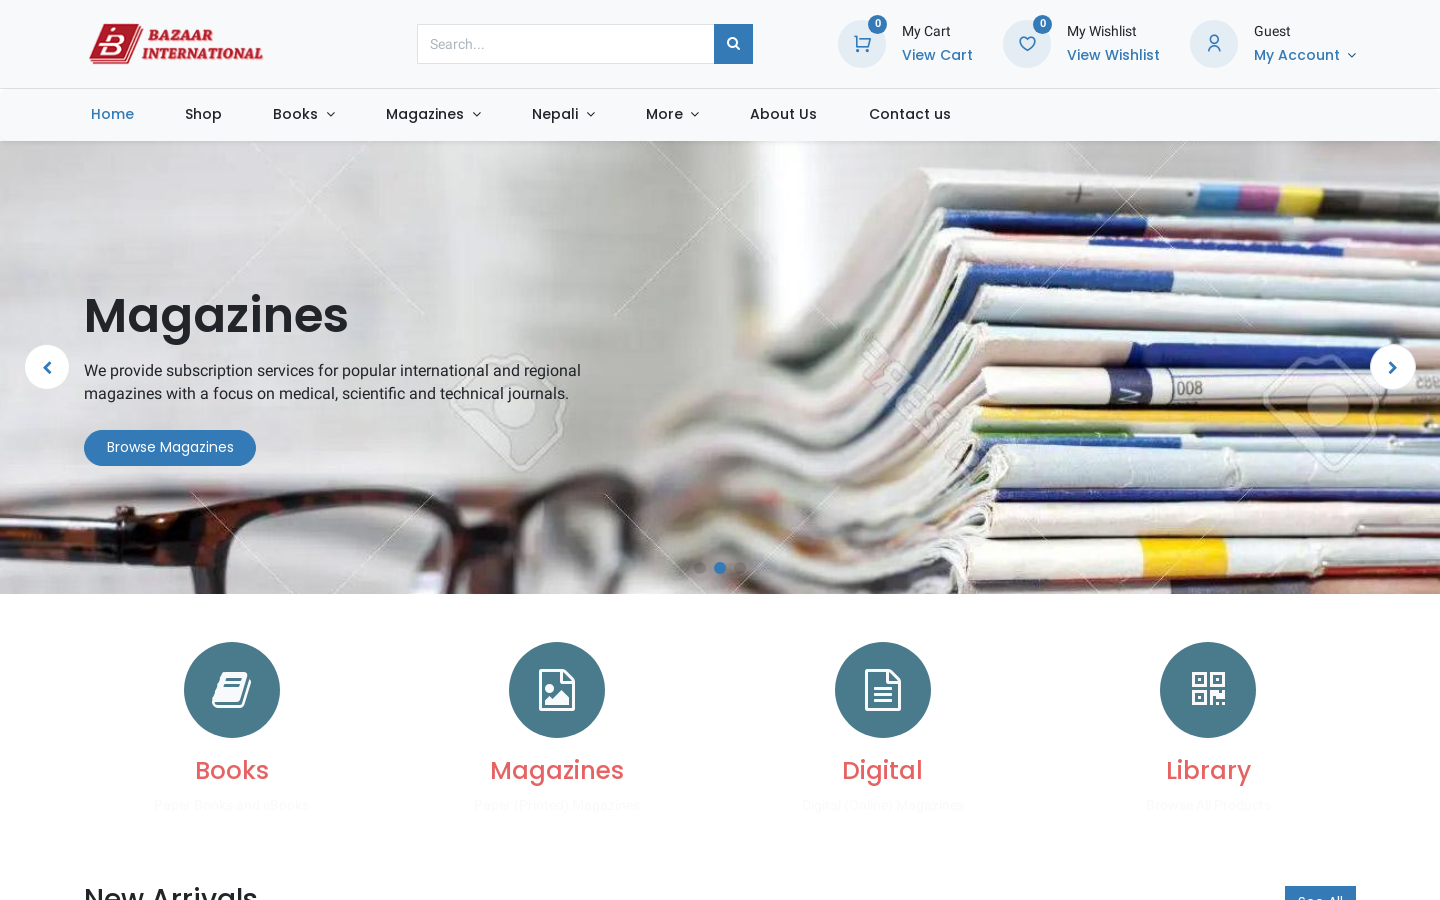 BAZAAR
INTERNATIONAL
Search...
0
My Cart
View Cart
0
My Wishlist
View Wishlist
Guest
My Account
Home
Shop
Books
Magazines
Nepali
More
About Us
Contact us
Magazines
We provide subscription services for popular international and regional
magazines with a focus on medical, scientific and technical journals.
Browse Magazines
008
Books
Magazines
Digital
Library
Paper Books and eBooks
Paper (Printed) Magazines
Digital (Online) Magazines
Browse All Products
New Arrivals
See All